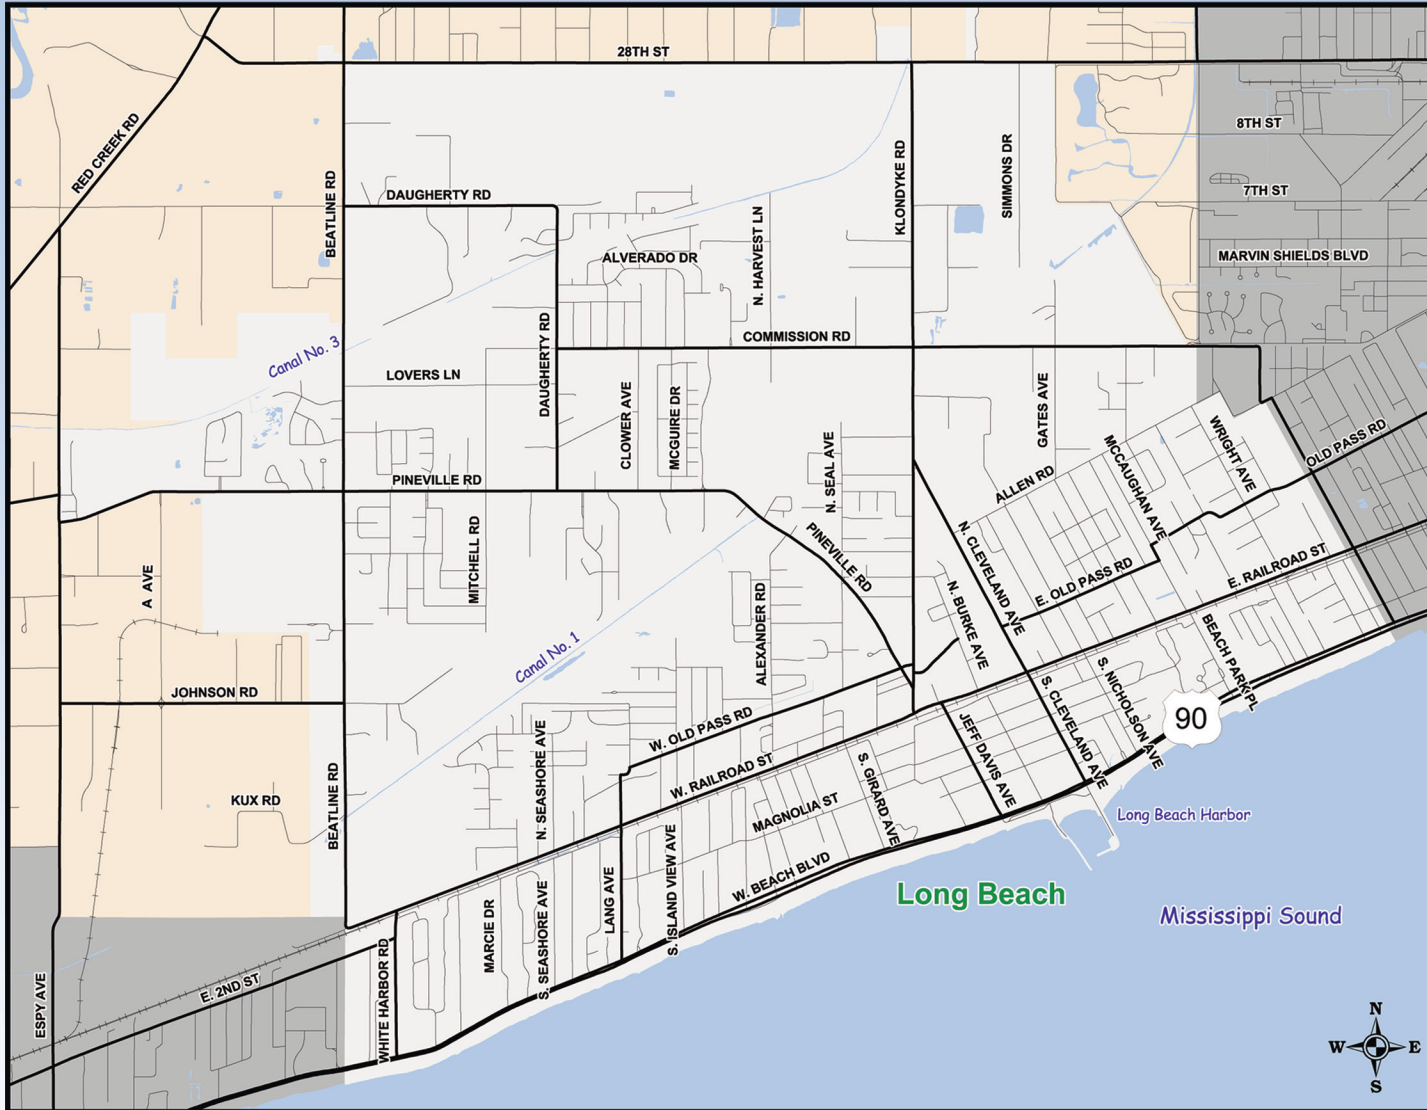 28TH ST
RED CREEK RD
8TH ST
KLONDYKE RD
SIMMONS DR
DAUGHERTY RD
BEATLINE RD
7TH ST
N. HARVEST LN
ALVERADO DR
MARVIN SHIELDS BLVD
COMMISSION RD
Canal No. 3
DAUGHERTY RD
LOVERS LN
CLOWER AVE
MCGUIRE DR
GATES AVE
WRIGHT AVE
OLD PASS RD
N. SEAL AVE
MCCAUGHAN AVE
PINEVILLE RD
ALLEN RD
MITCHELL RD
PINEVILLE RD
N. CLEVELAND AVE
A AVE
E. OLD PASS RD
E. RAILROAD ST
N. BURKE AVE
ALEXANDER RD
Canal No. 1
BEACH PARK PL
JOHNSON RD
S. NICHOLSON AVE
S. CLEVELAND AVE
90
W. OLD PASS RD
JEFF DAVIS AVE
N. SEASHORE AVE
W. RAILROAD ST
S. GIRARD AVE
BEATLINE RD
KUX RD
MAGNOLIA ST
Long Beach Harbor
S. ISLAND VIEW AVE
W. BEACH BLVD
LANG AVE
Long Beach
Mississippi Sound
MARCIE DR
S. SEASHORE AVE
E. 2ND ST
WHITE HARBOR RD
ESPY AVE
N
W
E
S